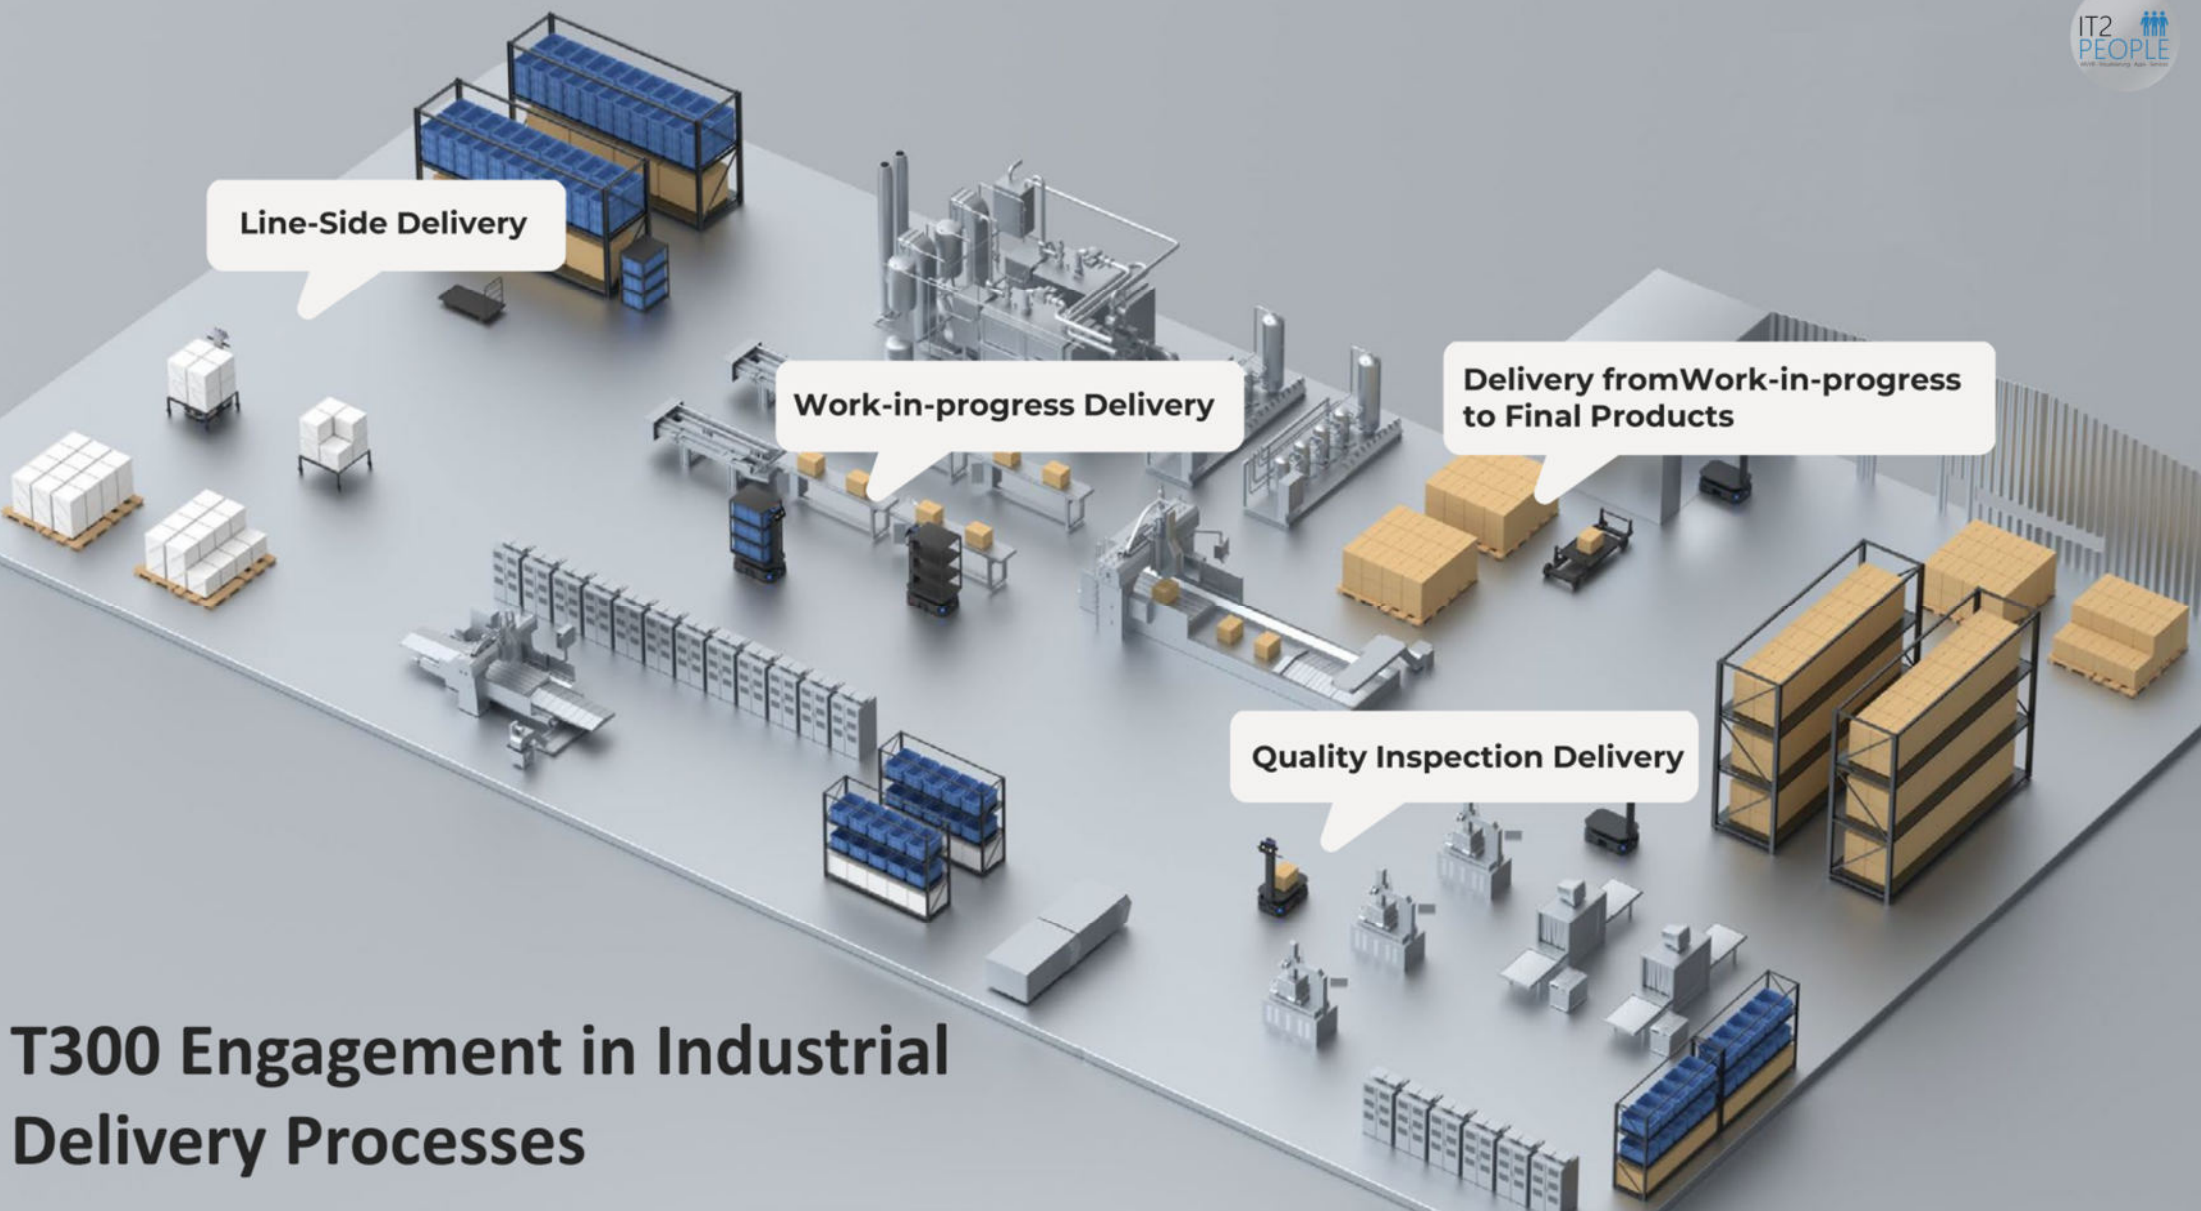 IT2
PEOPLE
Line-Side Delivery
Work-in-progress Delivery
Delivery fromWork-in-progress
to Final Products
Quality Inspection Delivery
T300 Engagement in Industrial
Delivery Processes